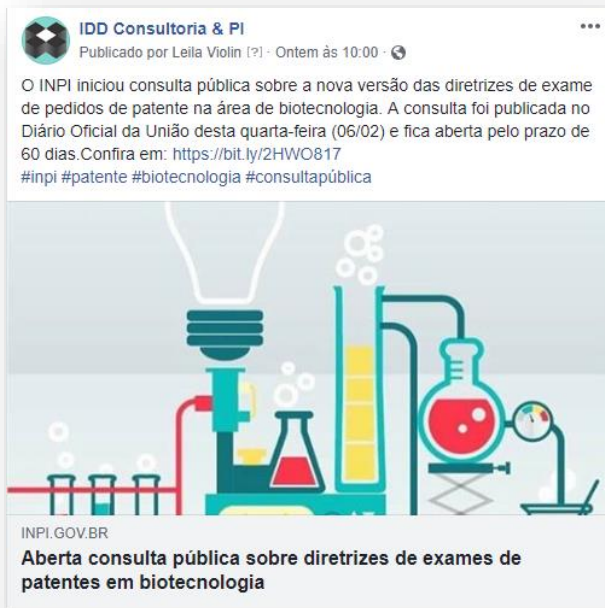 IDD Consultoria & PI
Publicado por Leila Violin [?] · Ontem às 10:00 ·
O INPI iniciou consulta pública sobre a nova versão das diretrizes de exame
de pedidos de patente na área de biotecnologia. A consulta foi publicada no
Diário Oficial da União desta quarta-feira (06/02) e fica aberta pelo prazo de
60 dias.Confira em: https://bit.ly/2HWO817
#inpi #patente #biotecnologia #consultapública
INPI.GOV.BR
Aberta consulta pública sobre diretrizes de exames de
patentes em biotecnologia